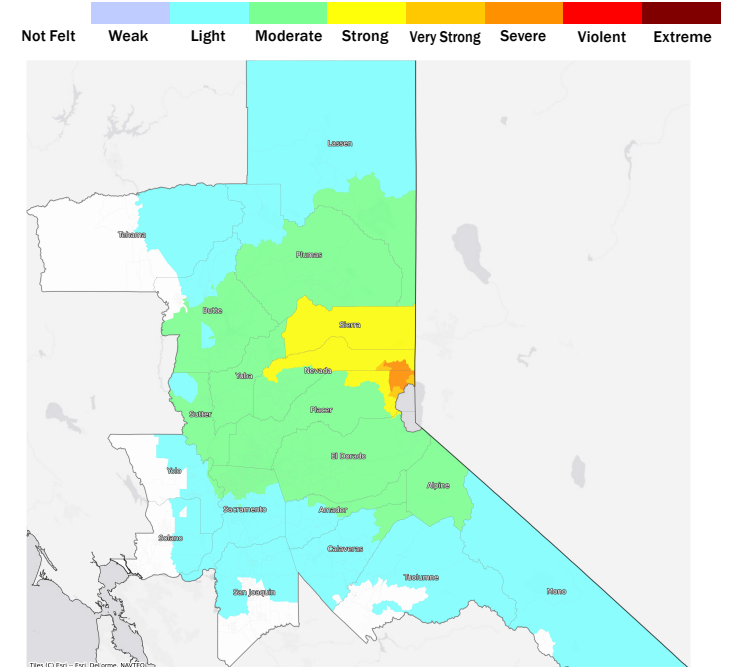 Not Felt Weak Light Moderate Strong Very Strong Severe Violent Extreme
Lassen
Tehama
Plumas
Butte
Sierra
Nevada
Yuba
Placer
Sutter
El Dorado
Yolo
Alpine
Sacramento
Amador
Solano
Calaveras
Tuolumne
San Joaquin
Mono
Tiles (C) Esri -- Esri, DeLorme, NAVTEQ